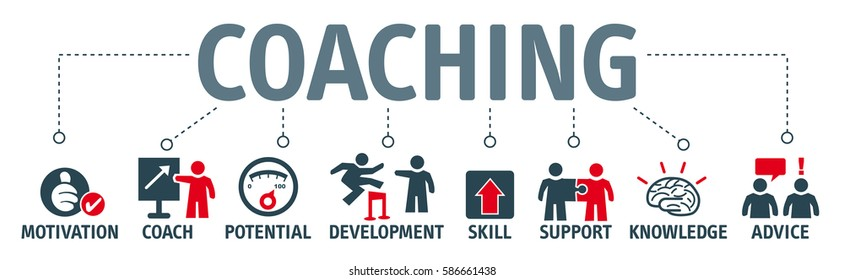 COACHING
0 100
MOTIVATION COACH POTENTIAL DEVELOPMENT SKILL SUPPORT KNOWLEDGE ADVICE
shutterstock.com · 586661438